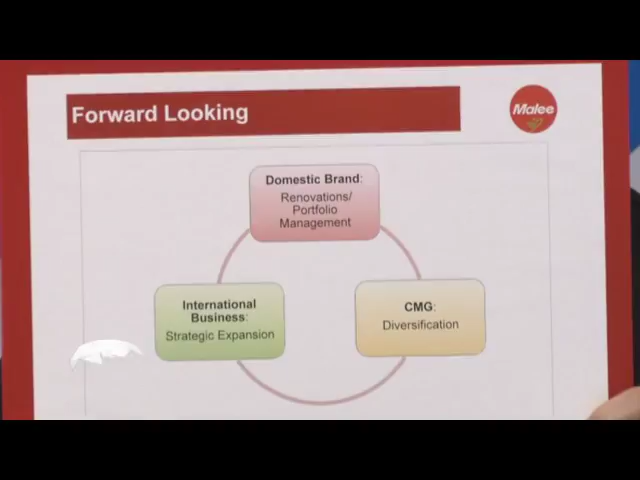 Forward Looking
Malee
Domestic Brand:
Renovations/
Portfolio
Management
International
Business:
Strategic Expansion
CMG:
Diversification